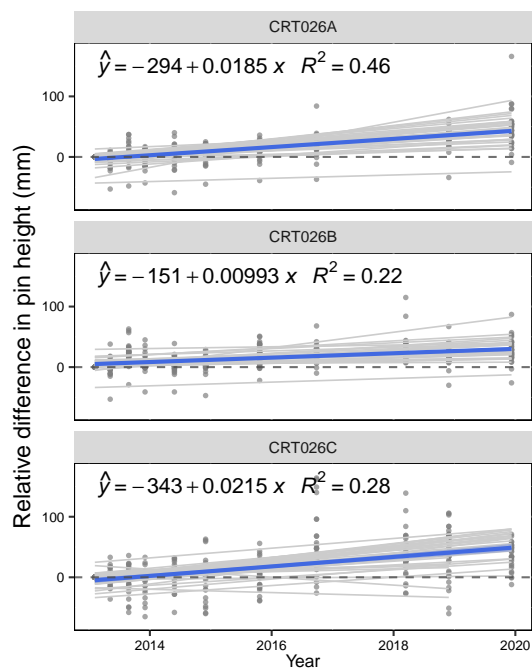 CRT026A
ŷ = −294 + 0.0185 x R² = 0.46
100
0
CRT026B
ŷ = −151 + 0.00993 x R² = 0.22
100
0
CRT026C
ŷ = −343 + 0.0215 x R² = 0.28
100
0
2014 2016 2018 2020
Year
Relative difference in pin height (mm)